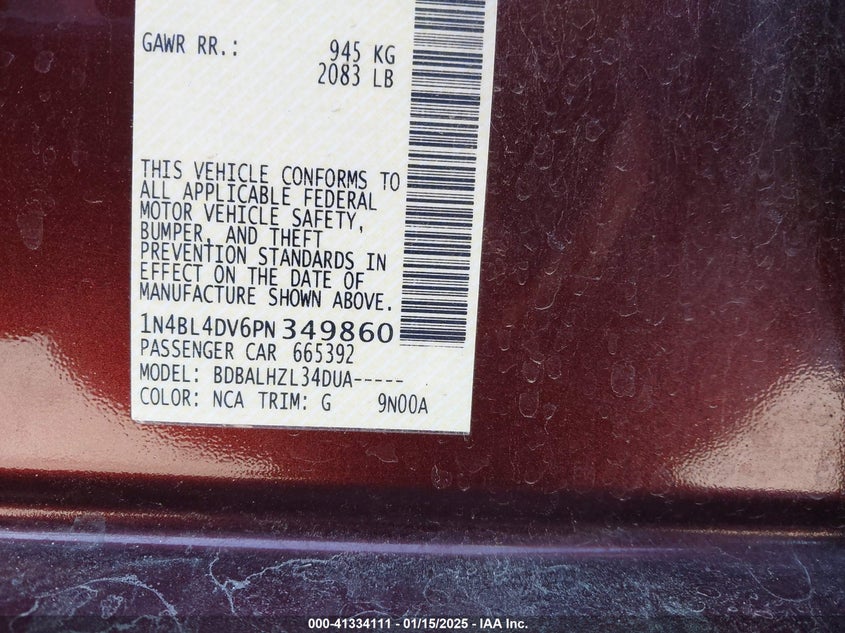 GAWR RR.: 945 KG
2083 LB
THIS VEHICLE CONFORMS TO
ALL APPLICABLE FEDERAL
MOTOR VEHICLE SAFETY,
BUMPER, AND THEFT
PREVENTION STANDARDS IN
EFFECT ON THE DATE OF
MANUFACTURE SHOWN ABOVE.
1N4BL4DV6PN 349860
PASSENGER CAR 665392
MODEL: BDBALHZL34DUA-----
COLOR: NCA TRIM: G 9N00A
000-41334111 - 01/15/2025 - IAA Inc.